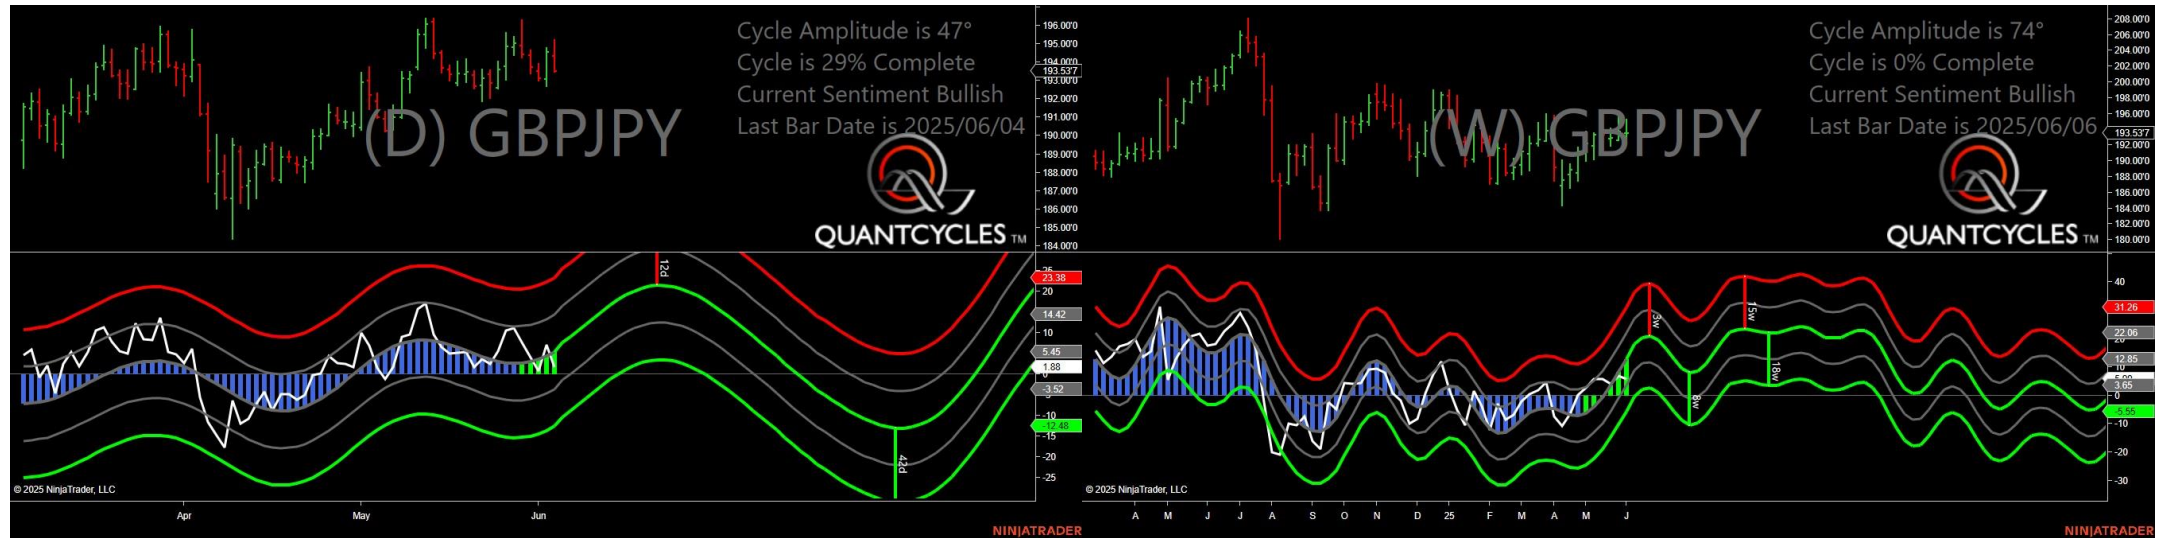 Cycle Amplitude is 47°
Cycle is 29% Complete
Current Sentiment Bullish
Last Bar Date is 2025/06/04
(D) GBPJPY
QUANTCYCLES TM
196.00'0
195.00'0
194.00'0
193.53'7
193.00'0
192.00'0
191.00'0
190.00'0
189.00'0
188.00'0
187.00'0
186.00'0
185.00'0
184.00'0
12d
42d
23.38
20
14.42
10
5.45
1.88
-3.52
-10
-12.48
-15
-20
-25
© 2025 NinjaTrader, LLC
Apr
May
Jun
NINJATRADER
Cycle Amplitude is 74°
Cycle is 0% Complete
Current Sentiment Bullish
Last Bar Date is 2025/06/06
(W) GBPJPY
QUANTCYCLES TM
208.00'0
206.00'0
204.00'0
202.00'0
200.00'0
198.00'0
196.00'0
193.53'7
192.00'0
190.00'0
188.00'0
186.00'0
184.00'0
182.00'0
180.00'0
3w
8w
15w
18w
40
31.26
22.06
12.85
10
3.65
0
-5.55
-10
-20
-30
© 2025 NinjaTrader, LLC
A
M
J
J
A
S
O
N
D
25
F
M
A
M
J
NINJATRADER